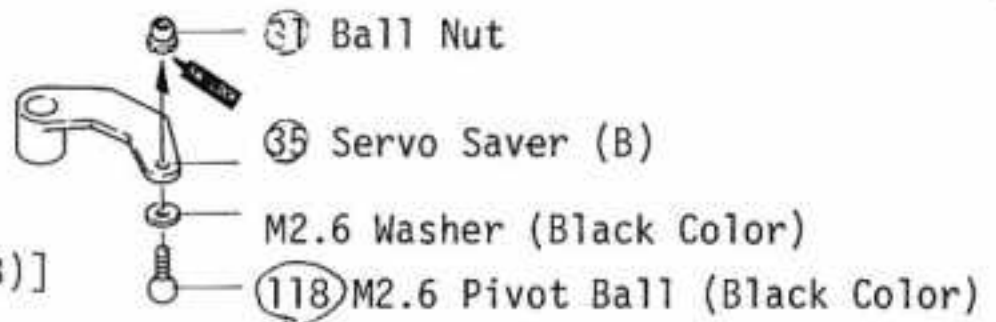 31 Ball Nut
35 Servo Saver (B)
M2.6 Washer (Black Color)
)]
118 M2.6 Pivot Ball (Black Color)